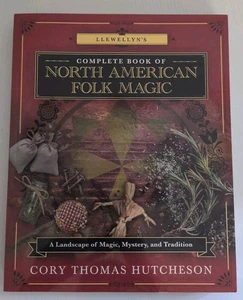 LLEWELLYN'S
COMPLETE BOOK OF
NORTH AMERICAN
FOLK MAGIC
A Landscape of Magic, Mystery, and Tradition
CORY THOMAS HUTCHESON